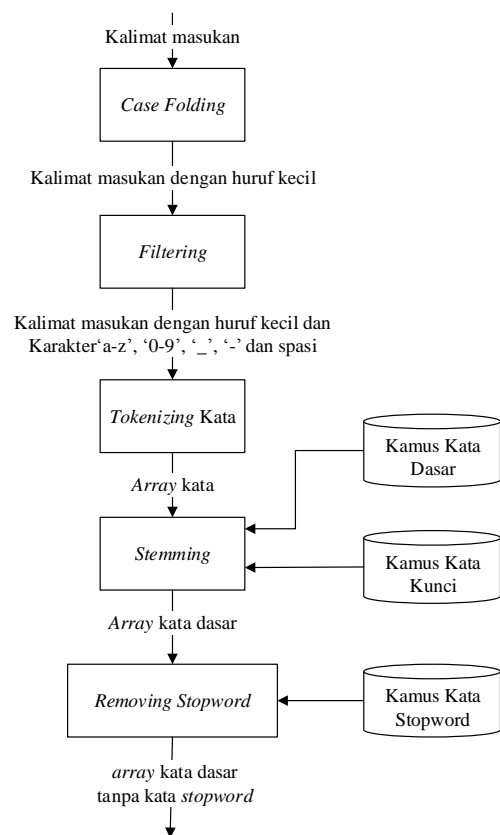 Kalimat masukan
Case Folding
Kalimat masukan dengan huruf kecil
Filtering
Kalimat masukan dengan huruf kecil dan
Karakter‘a-z’, ‘0-9’, ‘_’, ‘-’ dan spasi
Tokenizing Kata
Kamus Kata
Dasar
Array kata
Stemming
Kamus Kata
Kunci
Array kata dasar
Removing Stopword
Kamus Kata
Stopword
array kata dasar
tanpa kata stopword